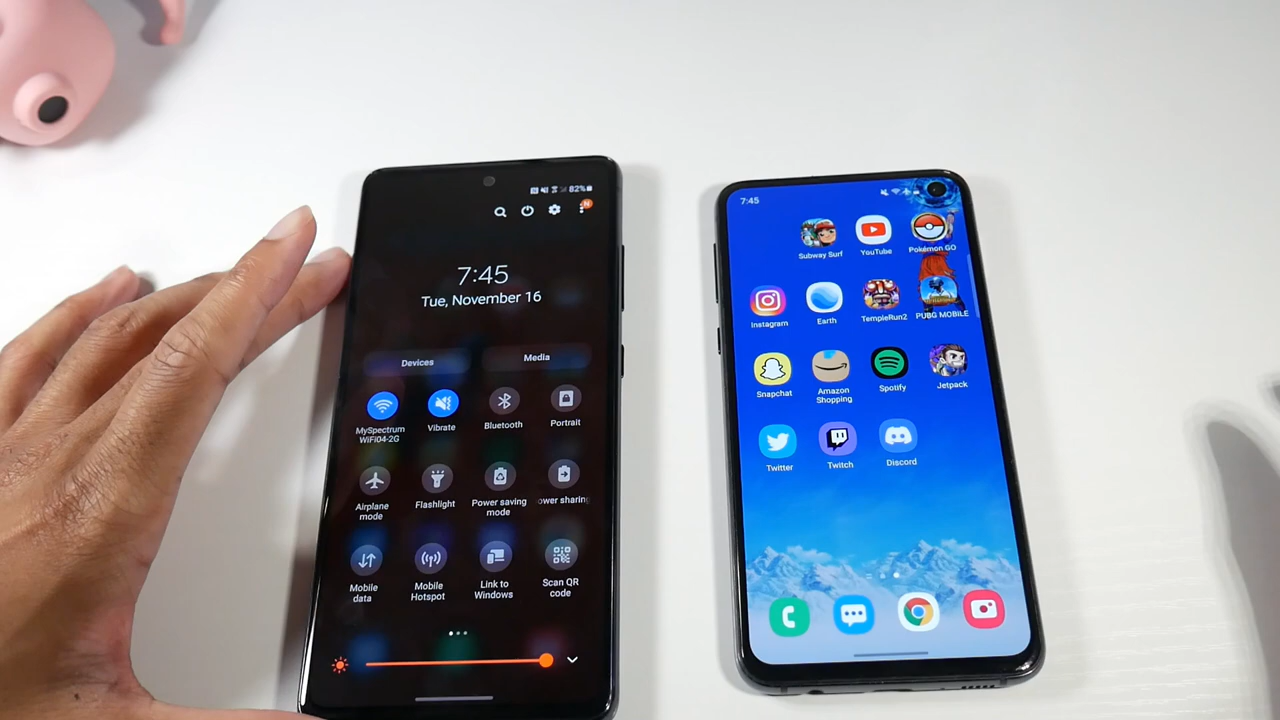 82%
N
7:45
Tue, November 16
Devices
Media
MySpectrum
WiFi04-2G
Vibrate
Bluetooth
Portrait
Airplane
mode
Flashlight
Power saving
mode
ower sharing
Mobile
data
Mobile
Hotspot
Link to
Windows
Scan QR
code
7:45
Subway Surf
YouTube
Pokémon GO
Instagram
Earth
TempleRun2
PUBG MOBILE
Snapchat
Amazon
Shopping
Spotify
Jetpack
Twitter
Twitch
Discord